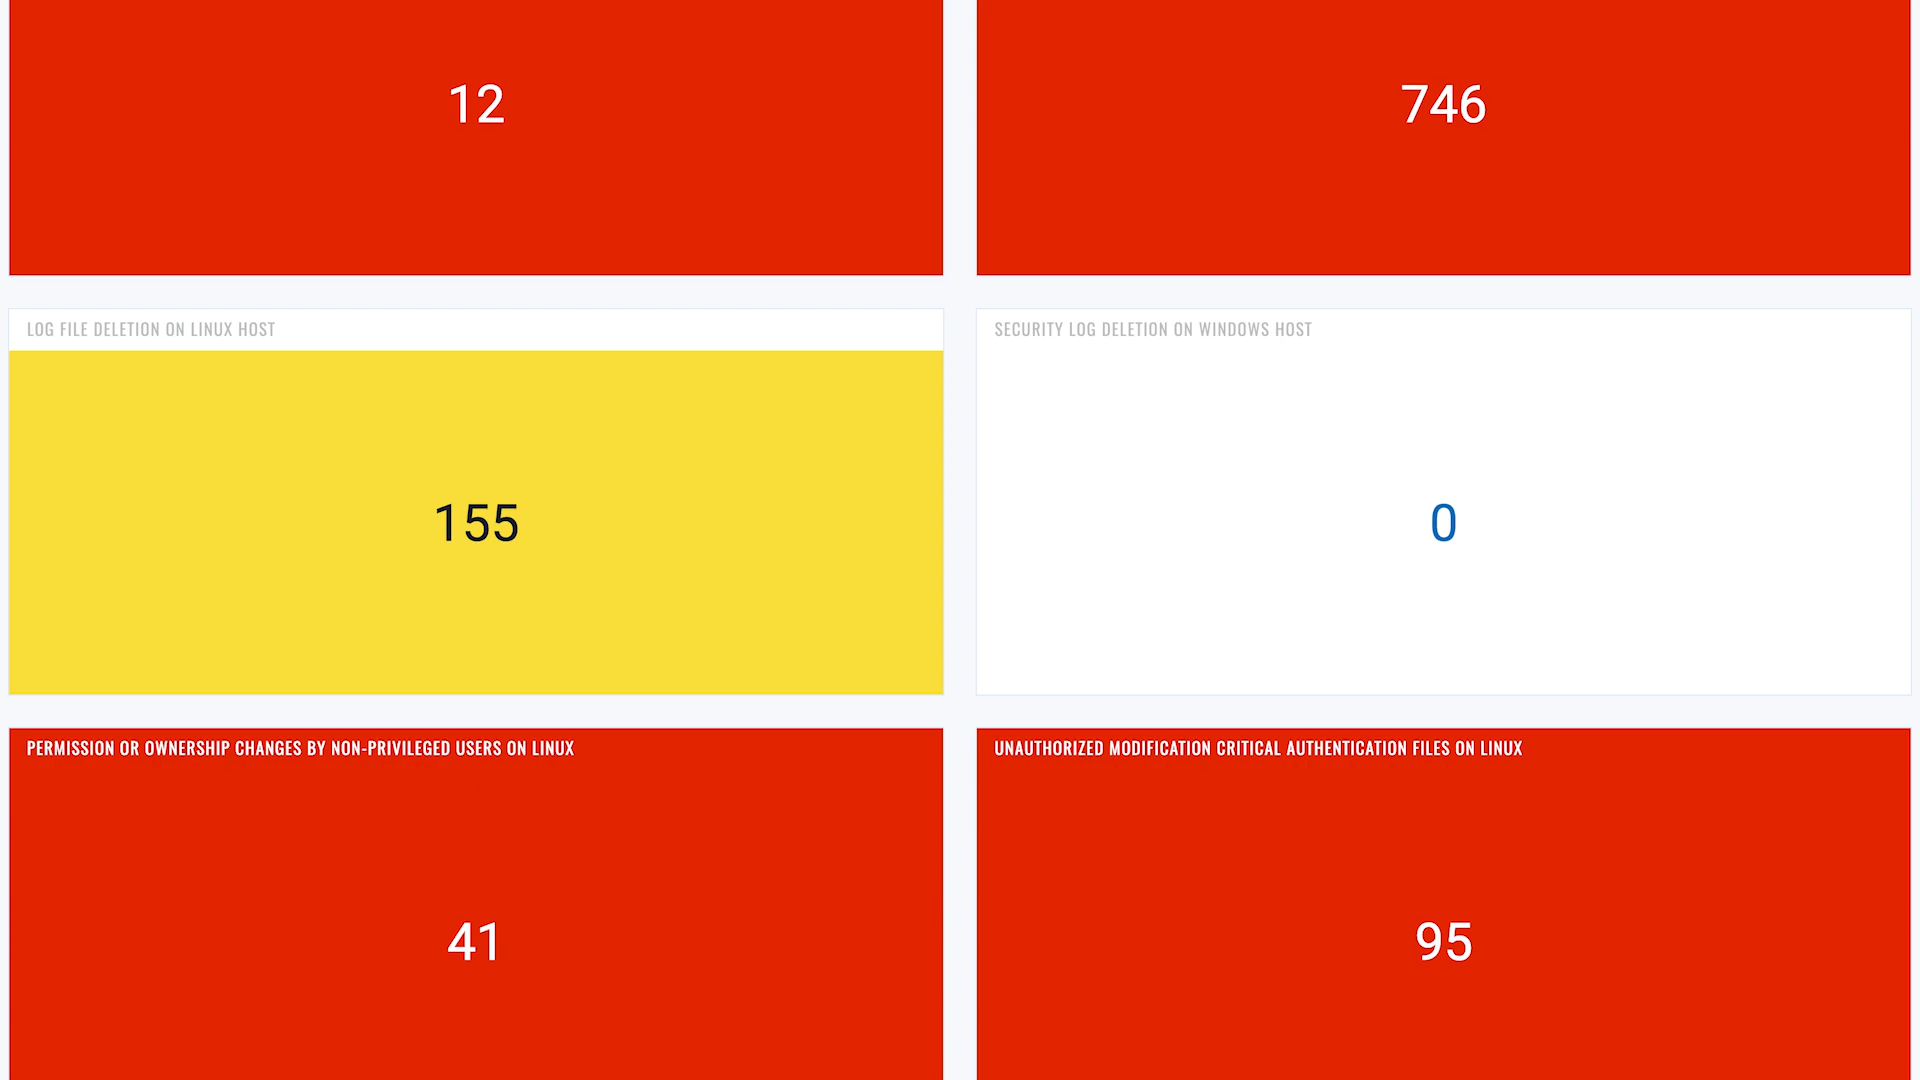 12
746
LOG FILE DELETION ON LINUX HOST
SECURITY LOG DELETION ON WINDOWS HOST
155
0
PERMISSION OR OWNERSHIP CHANGES BY NON-PRIVILEGED USERS ON LINUX
UNAUTHORIZED MODIFICATION CRITICAL AUTHENTICATION FILES ON LINUX
41
95